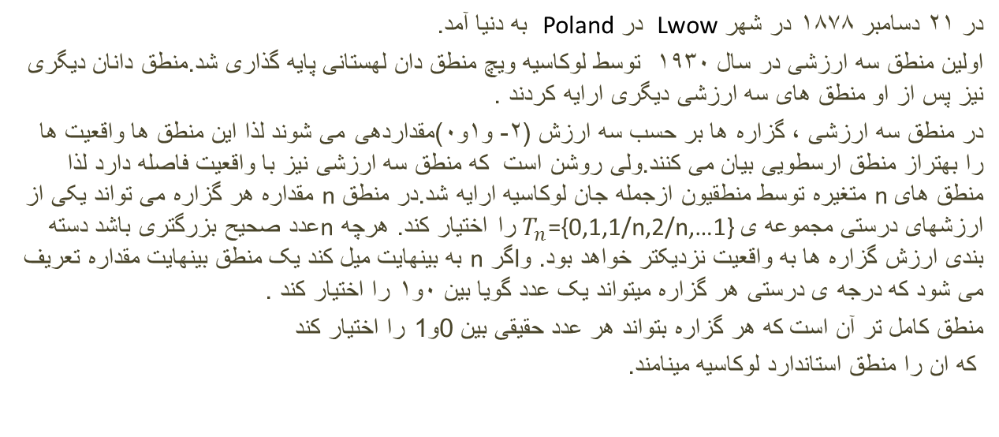 در ۲۱ دسامبر ۱۸۷۸ در شهر Lwow در Poland به دنیا آمد.
اولین منطق سه ارزشی در سال ۱۹۳۰ توسط لوکاسیه ویچ منطق دان لهستانی پایه گذاری شد.منطق دانان دیگری
نیز پس از او منطق های سه ارزشی دیگری ارایه کردند .
در منطق سه ارزشی ، گزاره ها بر حسب سه ارزش (۲- و۱و۰)مقداردهی می شوند لذا این منطق ها واقعیت ها
را بهتراز منطق ارسطویی بیان می کنند.ولی روشن است که منطق سه ارزشی نیز با واقعیت فاصله دارد لذا
منطق های n متغیره توسط منطقیون ازجمله جان لوکاسیه ارایه شد.در منطق n مقداره هر گزاره می تواند یکی از
ارزشهای درستی مجموعه ی Tₙ={0,1,1/n,2/n,…1} را اختیار کند. هرچه nعدد صحیح بزرگتری باشد دسته
بندی ارزش گزاره ها به واقعیت نزدیکتر خواهد بود. واگر n به بینهایت میل کند یک منطق بینهایت مقداره تعریف
می شود که درجه ی درستی هر گزاره میتواند یک عدد گویا بین ۰و۱ را اختیار کند .
منطق کامل تر آن است که هر گزاره بتواند هر عدد حقیقی بین 0و1 را اختیار کند
که ان را منطق استاندارد لوکاسیه مینامند.